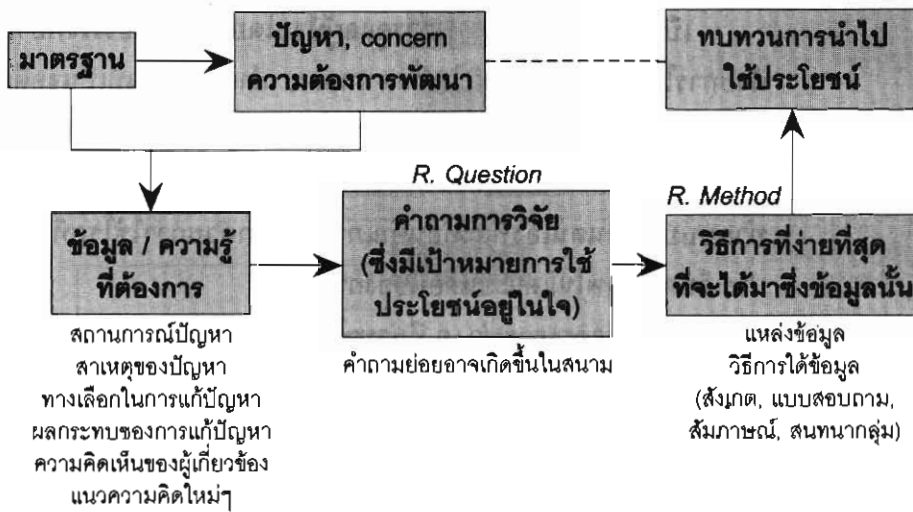 มาตรฐาน
ปัญหา, concern
ความต้องการพัฒนา
ทบทวนการนำไป
ใช้ประโยชน์
ข้อมูล / ความรู้
ที่ต้องการ
สถานการณ์ปัญหา
สาเหตุของปัญหา
ทางเลือกในการแก้ปัญหา
ผลกระทบของการแก้ปัญหา
ความคิดเห็นของผู้เกี่ยวข้อง
แนวความคิดใหม่ๆ
R. Question
คำถามการวิจัย
(ซึ่งมีเป้าหมายการใช้
ประโยชน์อยู่ในใจ)
คำถามย่อยอาจเกิดขึ้นในสนาม
R. Method
วิธีการที่ง่ายที่สุด
ที่จะได้มาซึ่งข้อมูลนั้น
แหล่งข้อมูล
วิธีการได้ข้อมูล
(สังเกต, แบบสอบถาม,
สัมภาษณ์, สนทนากลุ่ม)